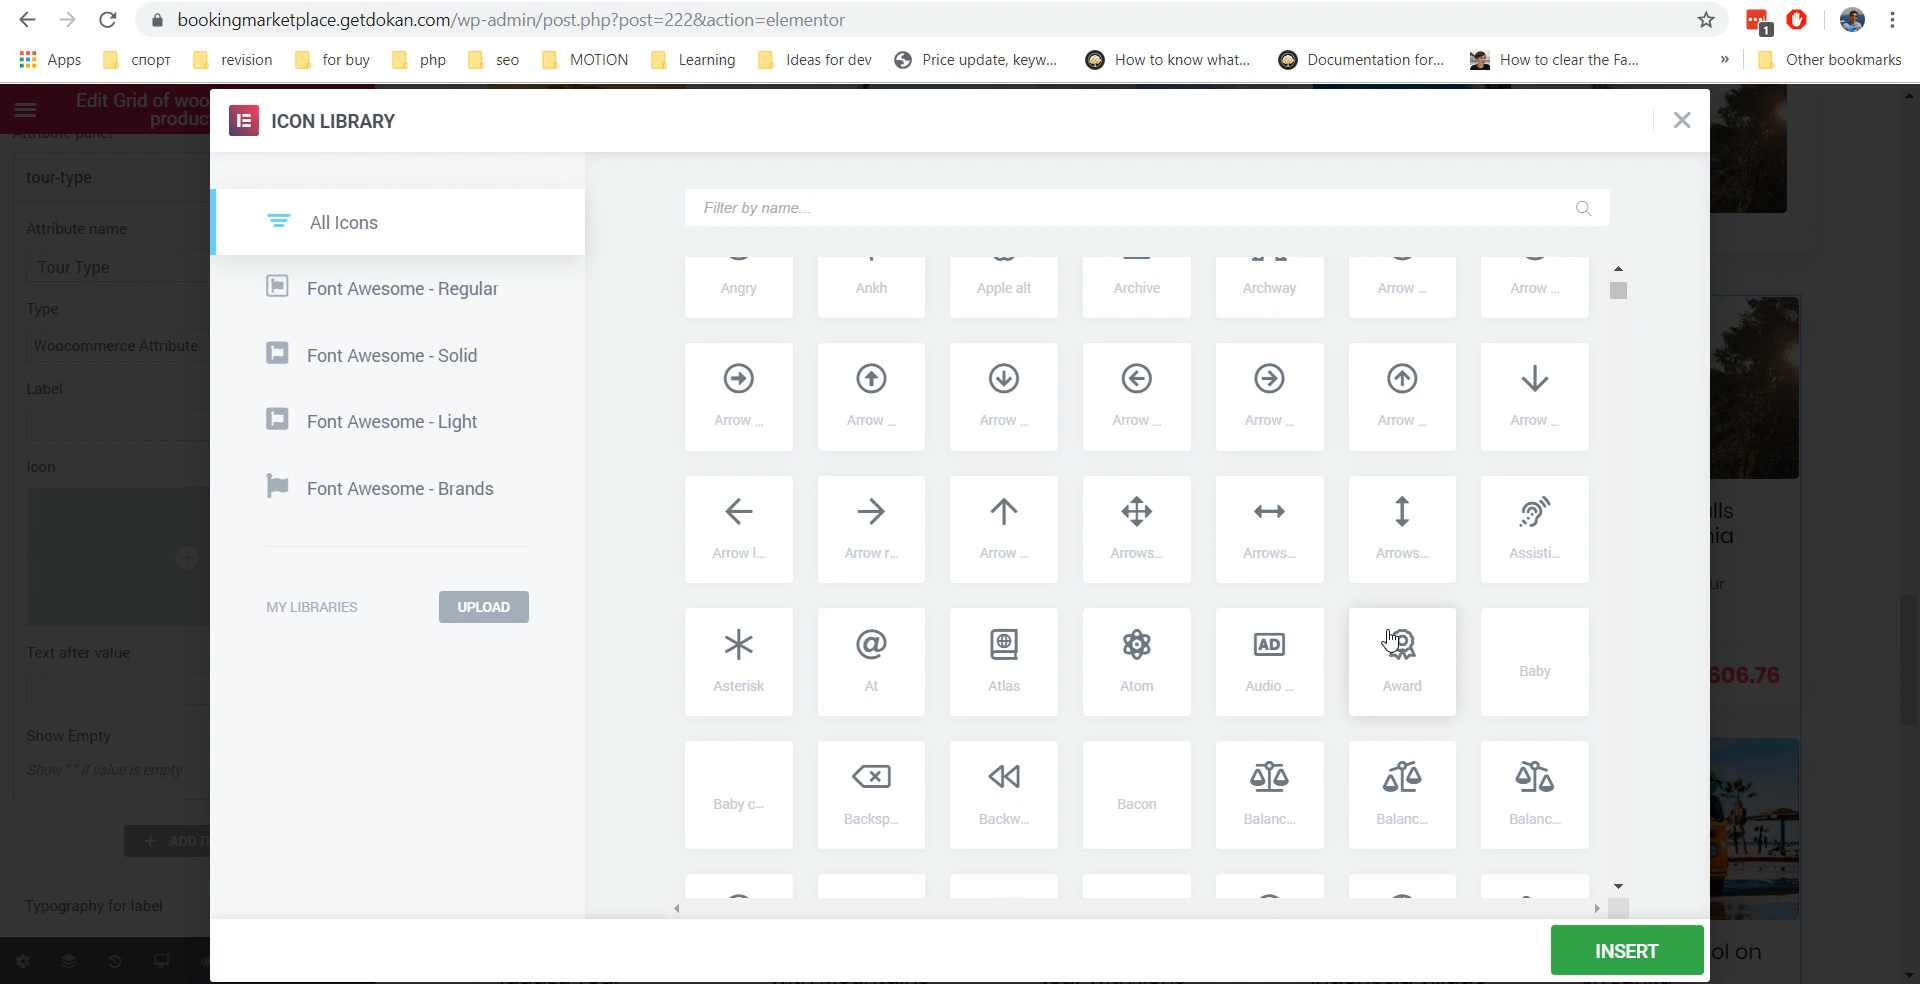 bookingmarketplace.getdokan.com/wp-admin/post.php?post=222&action=elementor
1
Apps
спорт
revision
for buy
php
seo
MOTION
Learning
Ideas for dev
Price update, keyw...
How to know what...
Documentation for...
How to clear the Fa...
»
Other bookmarks
Edit Grid of woo
product
Attribute panel
tour-type
Attribute name
Tour Type
Type
Woocommerce Attribute
Label
Icon
Text after value
Show Empty
Show "-" if value is empty
+ ADD IT
Typography for label
ICON LIBRARY
All Icons
Font Awesome - Regular
Font Awesome - Solid
Font Awesome - Light
Font Awesome - Brands
MY LIBRARIES
UPLOAD
Filter by name...
Angry
Ankh
Apple alt
Archive
Archway
Arrow ...
Arrow ...
Arrow ...
Arrow ...
Arrow ...
Arrow ...
Arrow ...
Arrow ...
Arrow ...
Arrow l...
Arrow r...
Arrow ...
Arrows...
Arrows...
Arrows...
Assisti...
Asterisk
At
Atlas
Atom
AD
Audio ...
Award
Baby
Baby c...
Backsp...
Backw...
Bacon
Balanc...
Balanc...
Balanc...
INSERT
lls
ia
ur
606.76
ol on